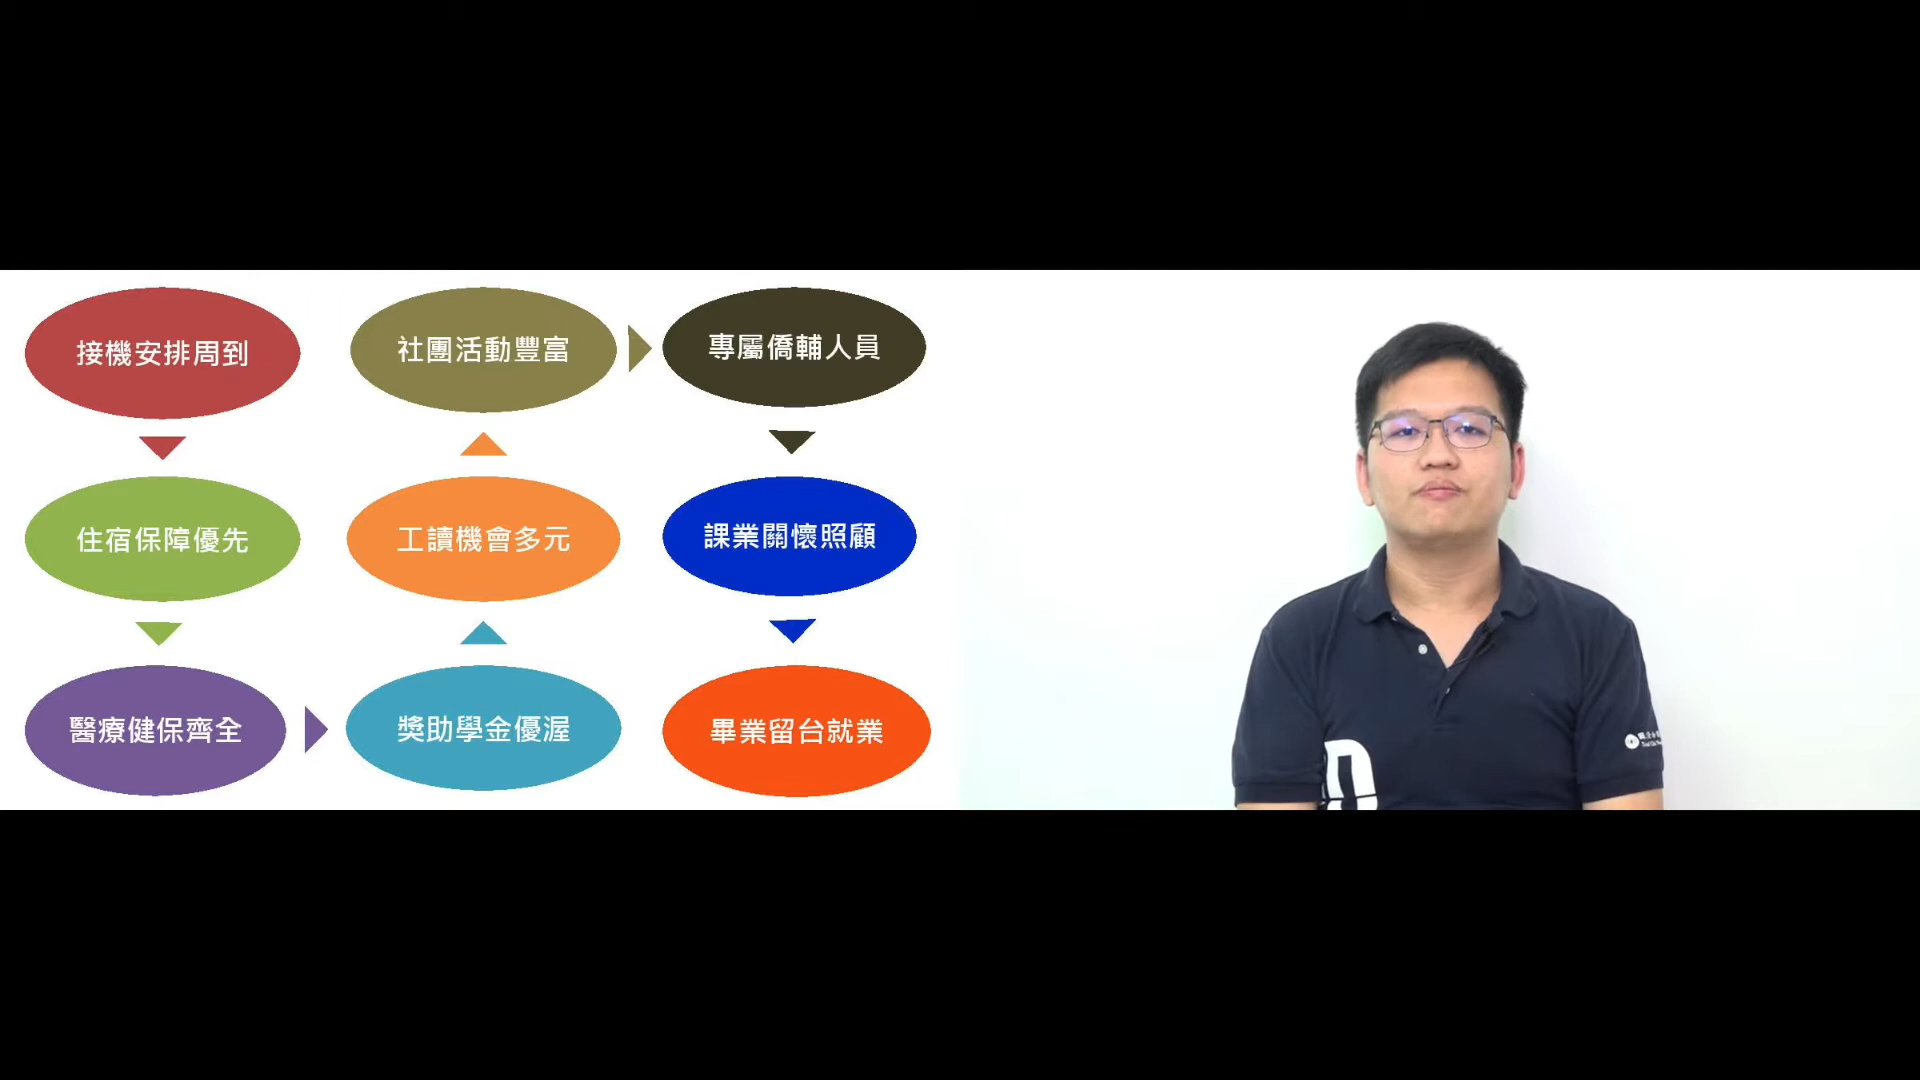 接機安排周到
住宿保障優先
醫療健保齊全
獎助學金優渥
工讀機會多元
社團活動豐富
專屬僑輔人員
課業關懷照顧
畢業留台就業